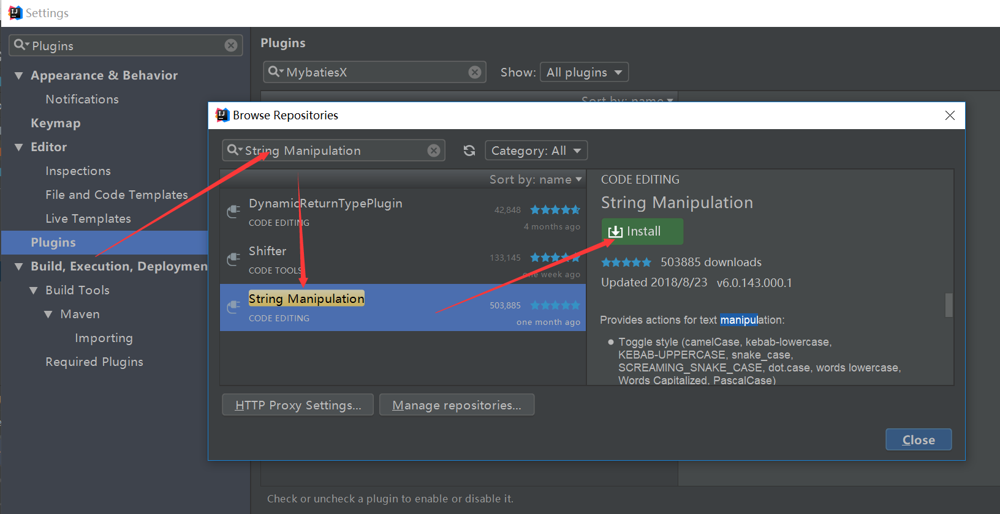 Settings
Plugins
Appearance & Behavior
Notifications
Keymap
Editor
Inspections
File and Code Templates
Live Templates
Plugins
Build, Execution, Deploymen
Build Tools
Maven
Importing
Required Plugins
Plugins
MybatiesX
Show: All plugins
Sort by: name
Browse Repositories
String Manipulation
Category: All
Sort by: name
DynamicReturnTypePlugin
42,848
CODE EDITING
4 months ago
Shifter
133,145
CODE TOOLS
one week ago
String Manipulation
503,885
CODE EDITING
one month ago
CODE EDITING
String Manipulation
Install
503885 downloads
Updated 2018/8/23 v6.0.143.000.1
Provides actions for text manipulation:
Toggle style (camelCase, kebab-lowercase,
KEBAB-UPPERCASE, snake_case,
SCREAMING_SNAKE_CASE, dot.case, words lowercase,
Words Capitalized, PascalCase)
HTTP Proxy Settings...
Manage repositories...
Close
Check or uncheck a plugin to enable or disable it.